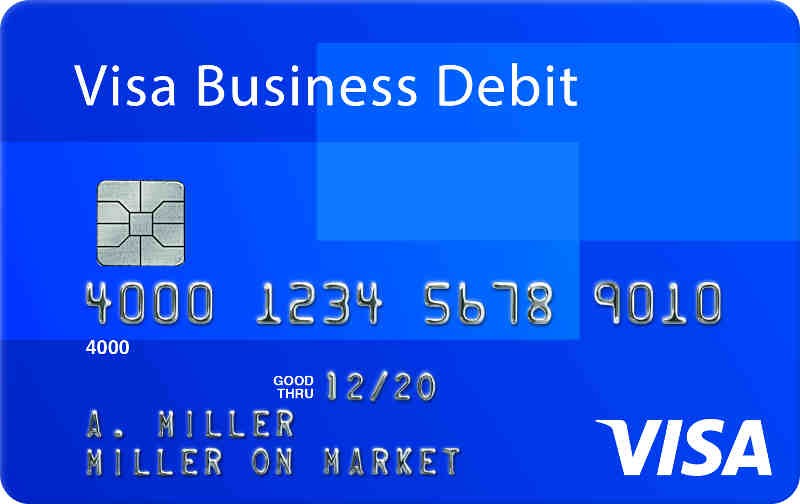 Visa Business Debit
4000 1234 5678 9010
4000
GOOD THRU 12/20
A. MILLER
MILLER ON MARKET
VISA